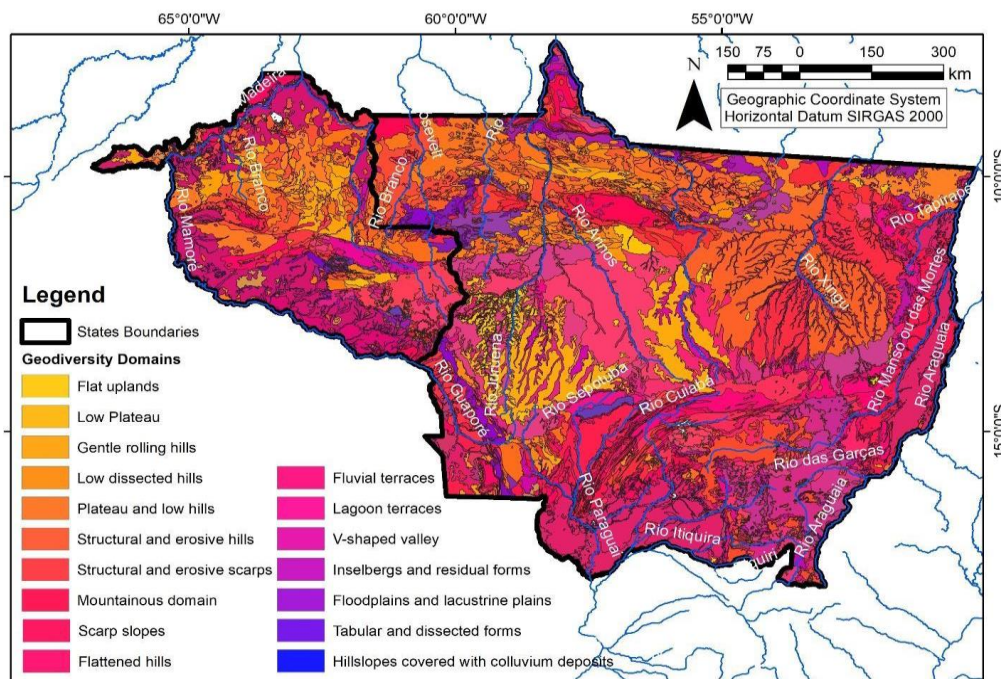 65°0'0"W
60°0'0"W
55°0'0"W
150 75 0 150 300
km
N
Geographic Coordinate System
Horizontal Datum SIRGAS 2000
10°0'0"S
15°0'0"S
Madeira
Rio Branco
Rio Mamoré
Rio Branco
osevelt
Rio
Rio Arinos
Rio Tapirapé
Rio Xingu
Rio Manso ou das Mortes
Rio Araguaia
Rio Juruena
Rio Guaporé
Rio Sepotuba
Rio Cuiabá
Rio das Garças
Rio Paraguai
Rio Itiquira
quiri
Rio Araguaia
Legend
States Boundaries
Geodiversity Domains
Flat uplands
Low Plateau
Gentle rolling hills
Low dissected hills
Plateau and low hills
Structural and erosive hills
Structural and erosive scarps
Mountainous domain
Scarp slopes
Flattened hills
Fluvial terraces
Lagoon terraces
V-shaped valley
Inselbergs and residual forms
Floodplains and lacustrine plains
Tabular and dissected forms
Hillslopes covered with colluvium deposits